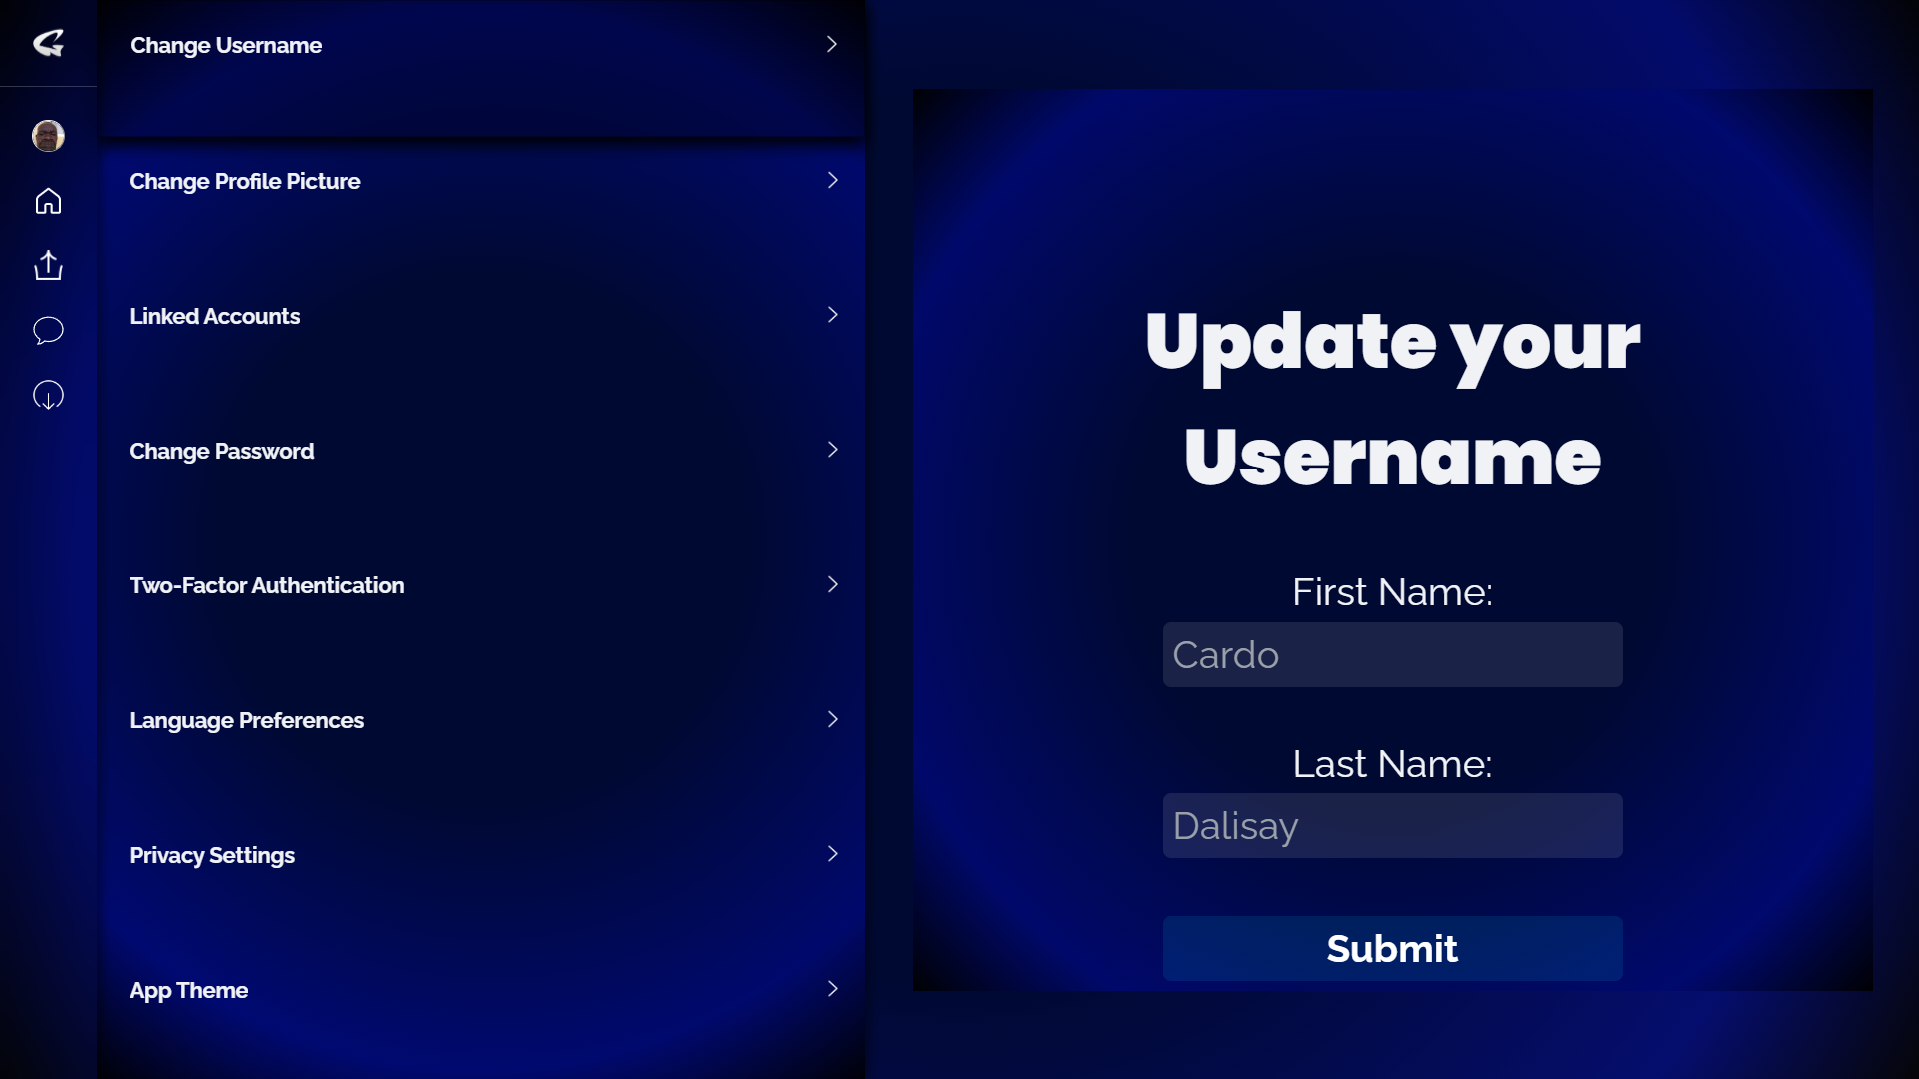 Change Username
Change Profile Picture
Linked Accounts
Change Password
Two-Factor Authentication
Language Preferences
Privacy Settings
App Theme
Update your
Username
First Name:
Cardo
Last Name:
Dalisay
Submit